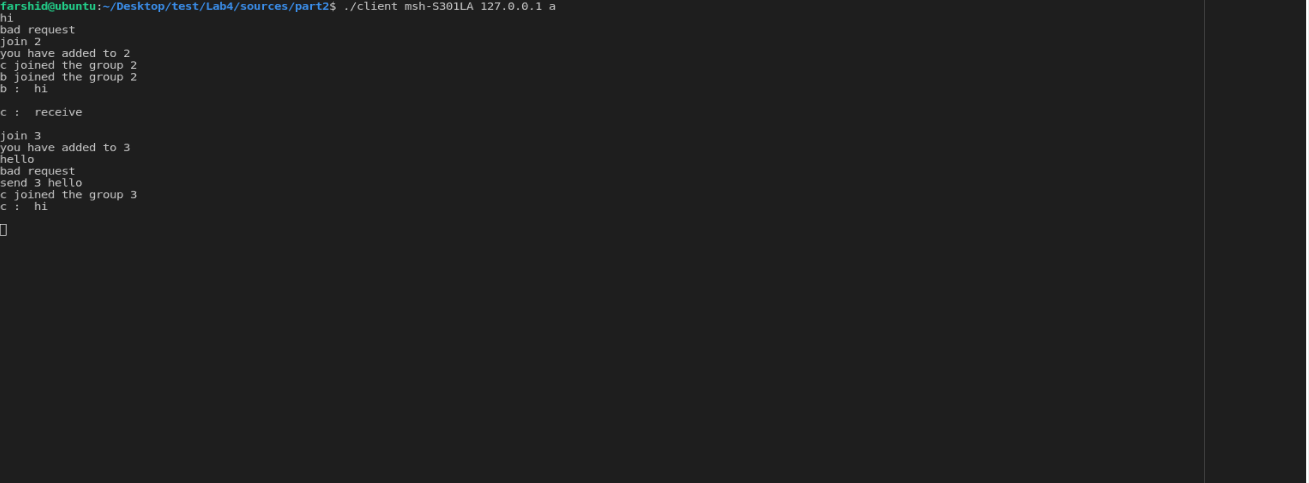 farshid@ubuntu:~/Desktop/test/Lab4/sources/part2$ ./client msh-S301LA 127.0.0.1 a
hi
bad request
join 2
you have added to 2
c joined the group 2
b joined the group 2
b :  hi
c :  receive
join 3
you have added to 3
hello
bad request
send 3 hello
c joined the group 3
c :  hi